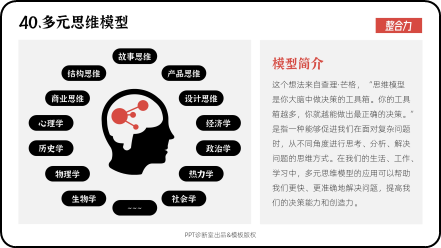 40.多元思维模型
整合力
故事思维
结构思维
产品思维
商业思维
设计思维
心理学
经济学
历史学
政治学
物理学
热力学
生物学
社会学
~~~
模型简介
这个想法来自查理·芒格，“思维模型
是你大脑中做决策的工具箱。你的工具
箱越多，你就越能做出最正确的决策。”
是指一种能够促进我们在面对复杂问题
时，从不同角度进行思考、分析、解决
问题的思维方式。在我们的生活、工作、
学习中，多元思维模型的应用可以帮助
我们更快、更准确地解决问题，提高我
们的决策能力和创造力。
PPT@新富出品&模板版权